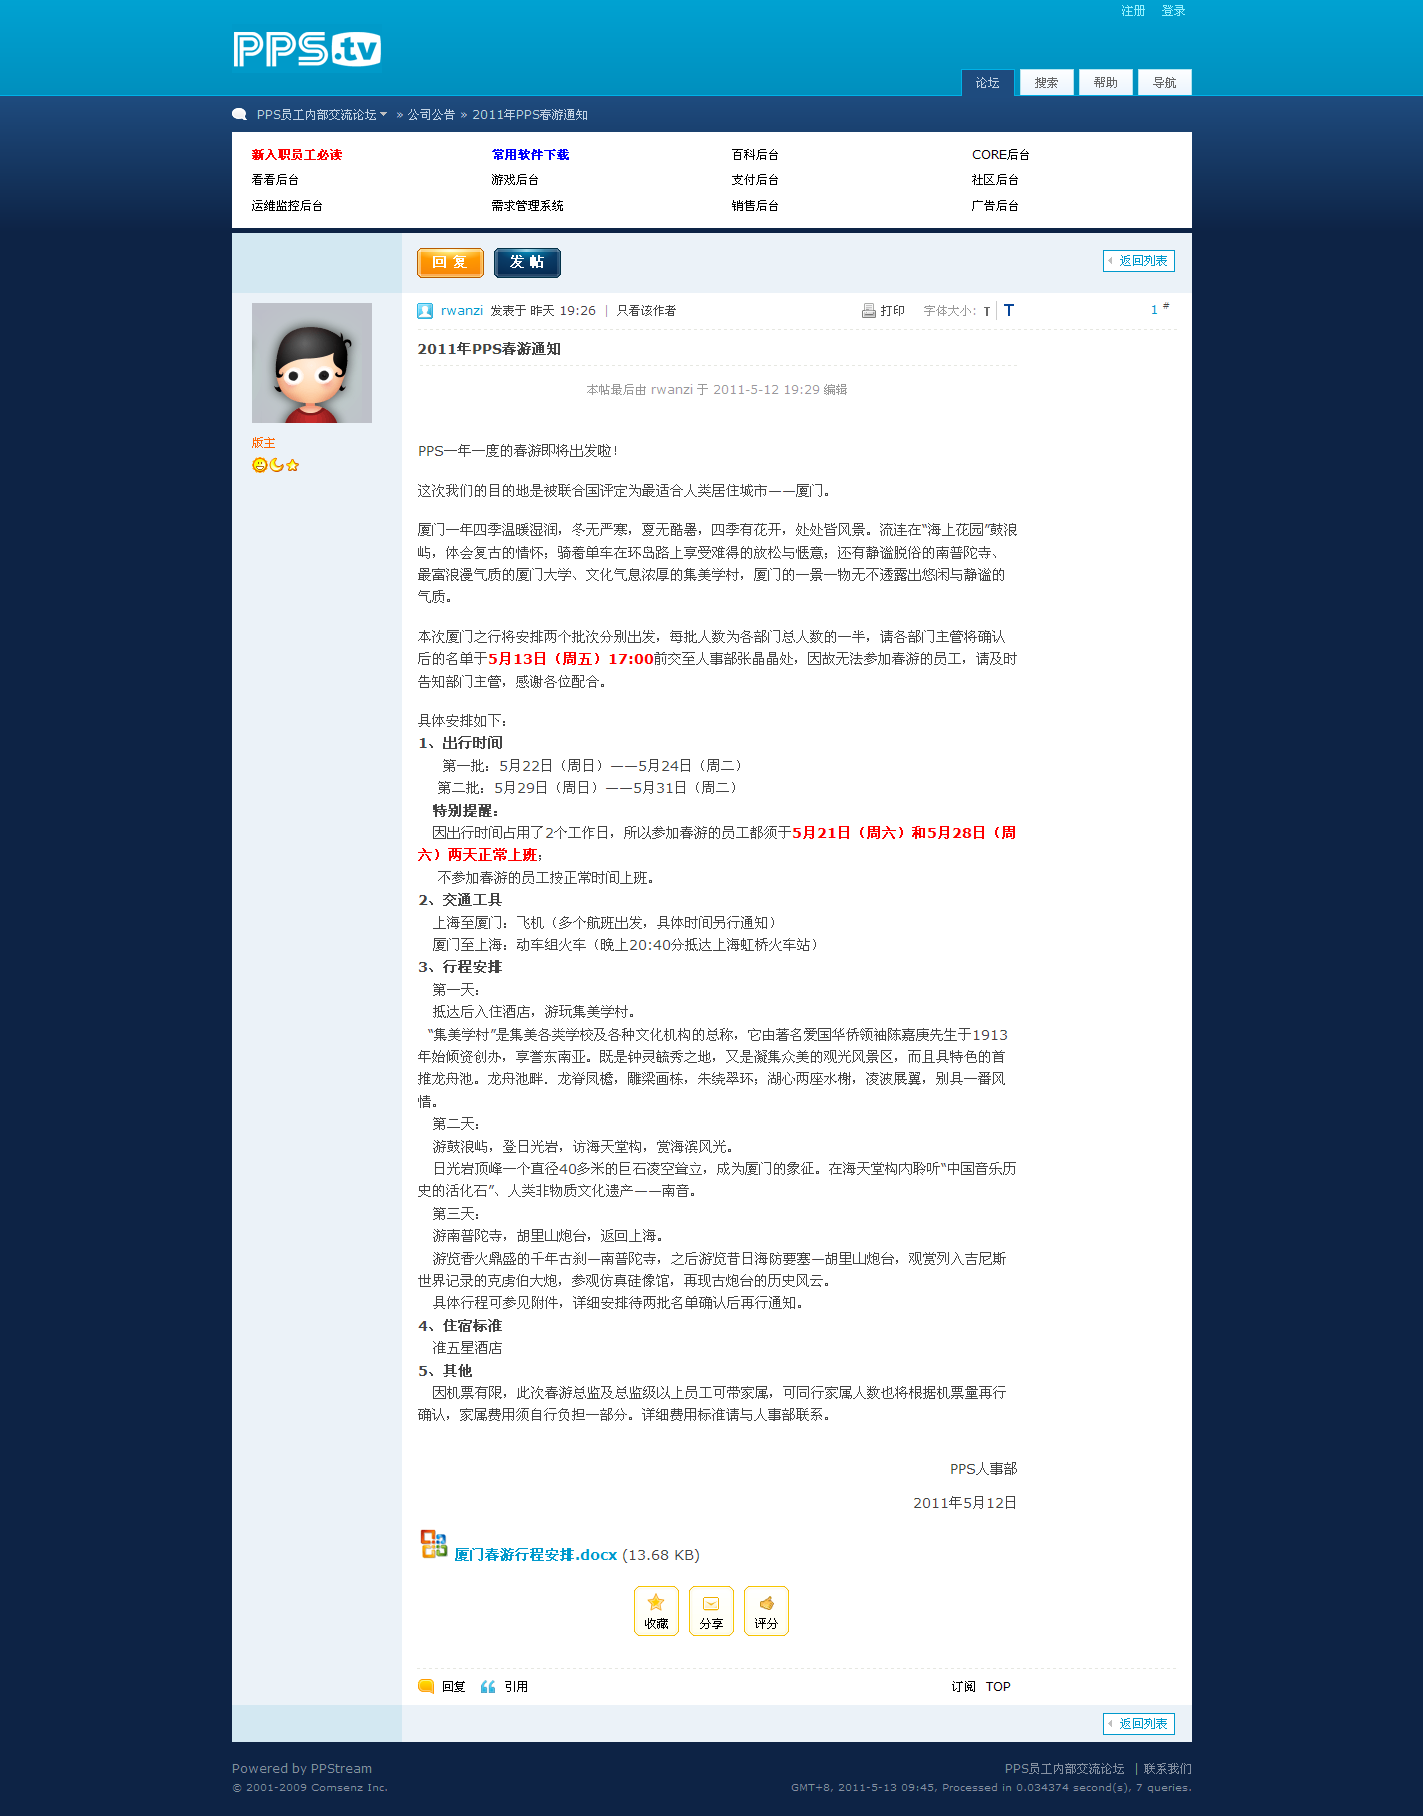 注册 登录
PPS.tv
论坛 搜索 帮助 导航
PPS员工内部交流论坛 » 公司公告 » 2011年PPS春游通知
新入职员工必读 常用软件下载 百科后台 CORE后台
看看后台 游戏后台 支付后台 社区后台
运维监控后台 需求管理系统 销售后台 广告后台
回复 发帖 返回列表
rwanzi 发表于 昨天 19:26 | 只看该作者 打印 字体大小: T | T 1 #
2011年PPS春游通知
本帖最后由 rwanzi 于 2011-5-12 19:29 编辑
版主
PPS一年一度的春游即将出发啦！
这次我们的目的地是被联合国评定为最适合人类居住城市——厦门。
厦门一年四季温暖湿润，冬无严寒，夏无酷暑，四季有花开，处处皆风景。流连在“海上花园”鼓浪
屿，体会复古的情怀；骑着单车在环岛路上享受难得的放松与惬意；还有静谧脱俗的南普陀寺、
最富浪漫气质的厦门大学、文化气息浓厚的集美学村，厦门的一景一物无不透露出悠闲与静谧的
气质。
本次厦门之行将安排两个批次分别出发，每批人数为各部门总人数的一半，请各部门主管将确认
后的名单于5月13日（周五）17:00前交至人事部张晶晶处，因故无法参加春游的员工，请及时
告知部门主管，感谢各位配合。
具体安排如下：
1、出行时间
第一批：5月22日（周日）——5月24日（周二）
第二批：5月29日（周日）——5月31日（周二）
特别提醒：
因出行时间占用了2个工作日，所以参加春游的员工都须于5月21日（周六）和5月28日（周
六）两天正常上班；
不参加春游的员工按正常时间上班。
2、交通工具
上海至厦门：飞机（多个航班出发，具体时间另行通知）
厦门至上海：动车组火车（晚上20:40分抵达上海虹桥火车站）
3、行程安排
第一天：
抵达后入住酒店，游玩集美学村。
“集美学村”是集美各类学校及各种文化机构的总称，它由著名爱国华侨领袖陈嘉庚先生于1913
年始倾资创办，享誉东南亚。既是钟灵毓秀之地，又是凝集众美的观光风景区，而且具特色的首
推龙舟池。龙舟池畔．龙脊凤檐，雕梁画栋，朱绕翠环；湖心两座水榭，凌波展翼，别具一番风
情。
第二天：
游鼓浪屿，登日光岩，访海天堂构，赏海滨风光。
日光岩顶峰一个直径40多米的巨石凌空耸立，成为厦门的象征。在海天堂构内聆听“中国音乐历
史的活化石”、人类非物质文化遗产——南音。
第三天：
游南普陀寺，胡里山炮台，返回上海。
游览香火鼎盛的千年古刹—南普陀寺，之后游览昔日海防要塞—胡里山炮台，观赏列入吉尼斯
世界记录的克虏伯大炮，参观仿真硅像馆，再现古炮台的历史风云。
具体行程可参见附件，详细安排待两批名单确认后再行通知。
4、住宿标准
准五星酒店
5、其他
因机票有限，此次春游总监及总监级以上员工可带家属，可同行家属人数也将根据机票量再行
确认，家属费用须自行负担一部分。详细费用标准请与人事部联系。
PPS人事部
2011年5月12日
厦门春游行程安排.docx (13.68 KB)
收藏 分享 评分
回复 引用 订阅 TOP
返回列表
Powered by PPStream PPS员工内部交流论坛 | 联系我们
© 2001-2009 Comsenz Inc. GMT+8, 2011-5-13 09:45, Processed in 0.034374 second(s), 7 queries.